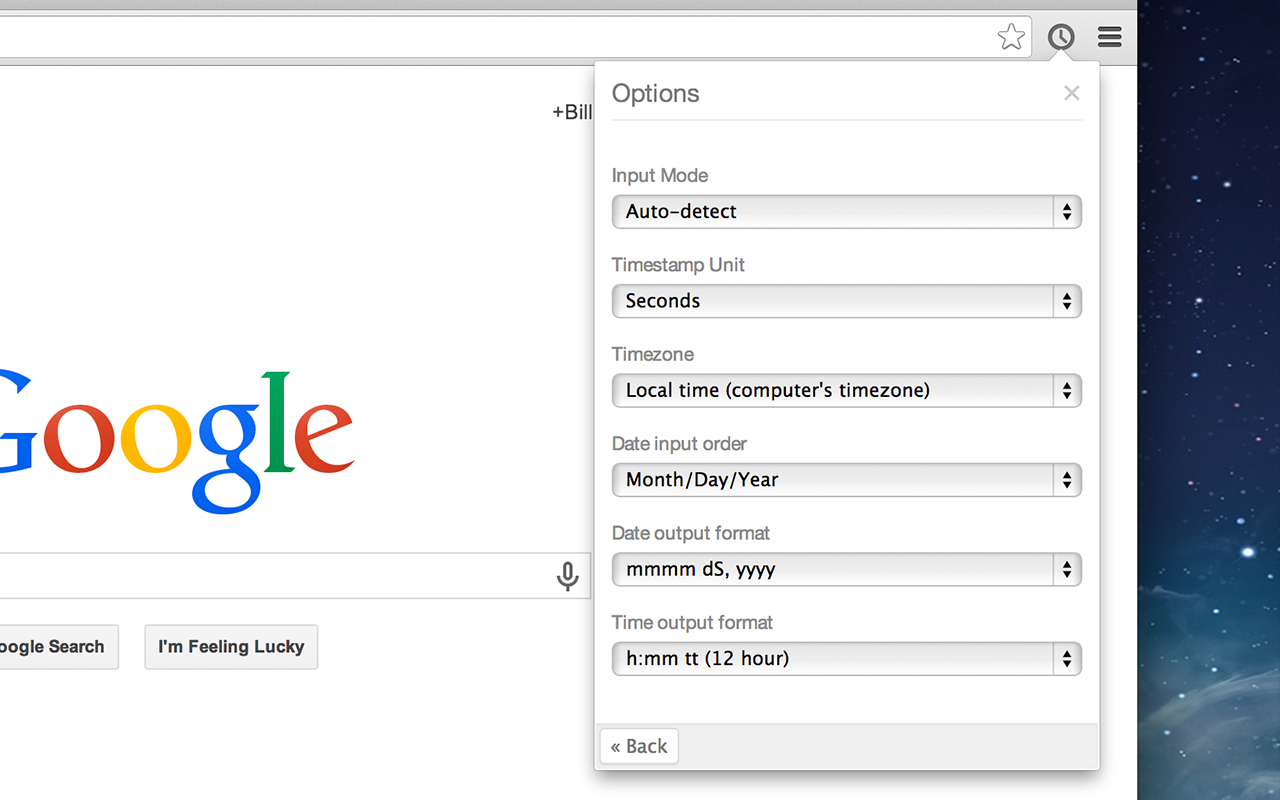 +Bill
Google
oogle Search
I'm Feeling Lucky
Options
×
Input Mode
Auto-detect
Timestamp Unit
Seconds
Timezone
Local time (computer's timezone)
Date input order
Month/Day/Year
Date output format
mmmm dS, yyyy
Time output format
h:mm tt (12 hour)
« Back